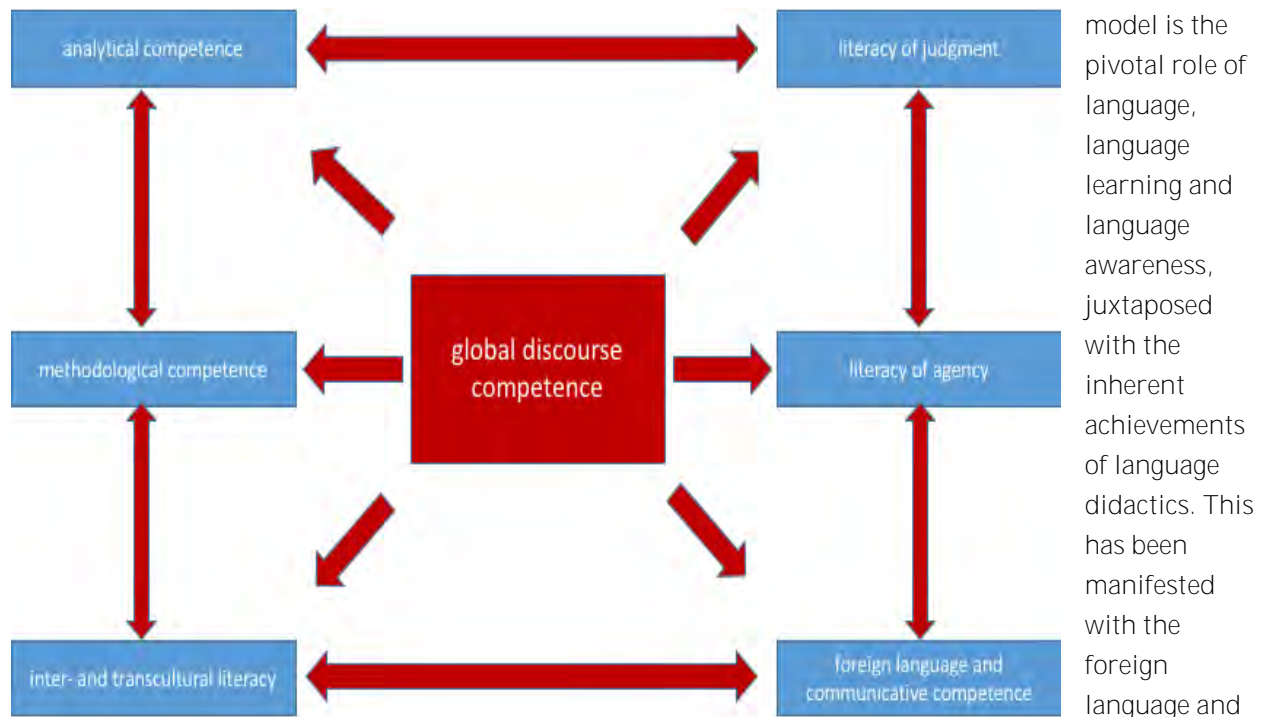 analytical competence
literacy of judgment
methodological competence
global discourse
competence
literacy of agency
inter- and transcultural literacy
foreign language and
communicative competence
model is the
pivotal role of
language,
language
learning and
language
awareness,
juxtaposed
with the
inherent
achievements
of language
didactics. This
has been
manifested
with the
foreign
language and